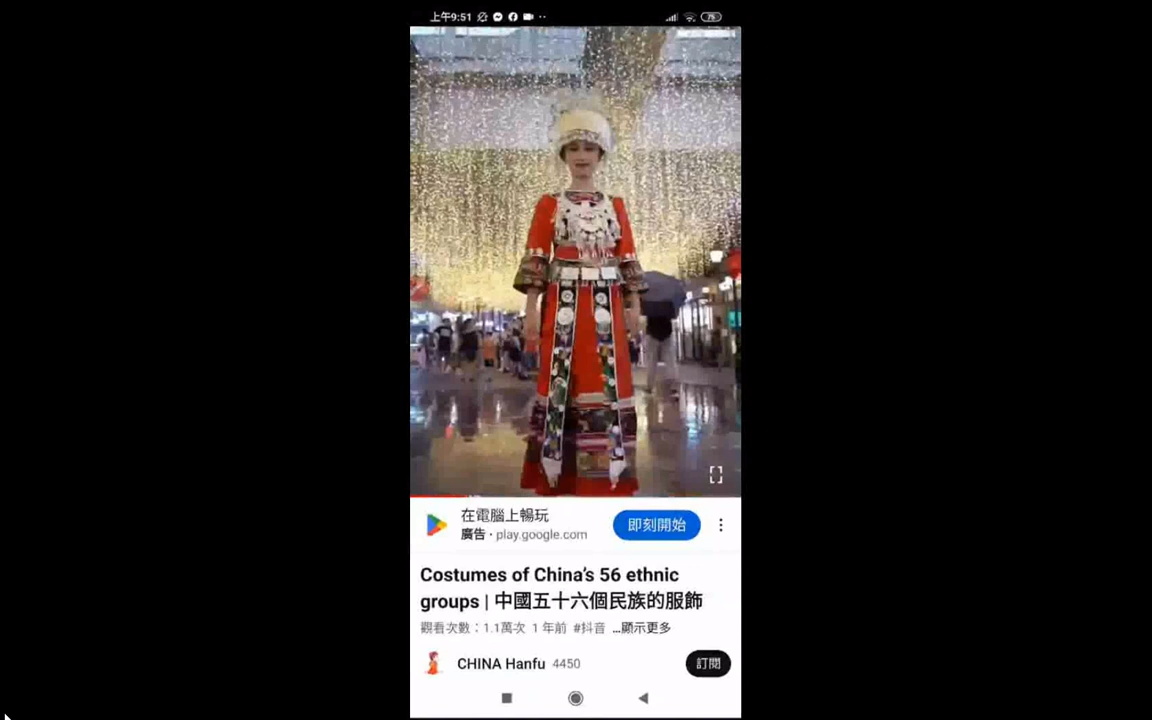 上午9:51
75
在電腦上暢玩
廣告 · play.google.com
即刻開始
Costumes of China's 56 ethnic
groups | 中國五十六個民族的服飾
觀看次數：1.1萬次 1 年前 #抖音 ...顯示更多
CHINA Hanfu 4450
訂閱